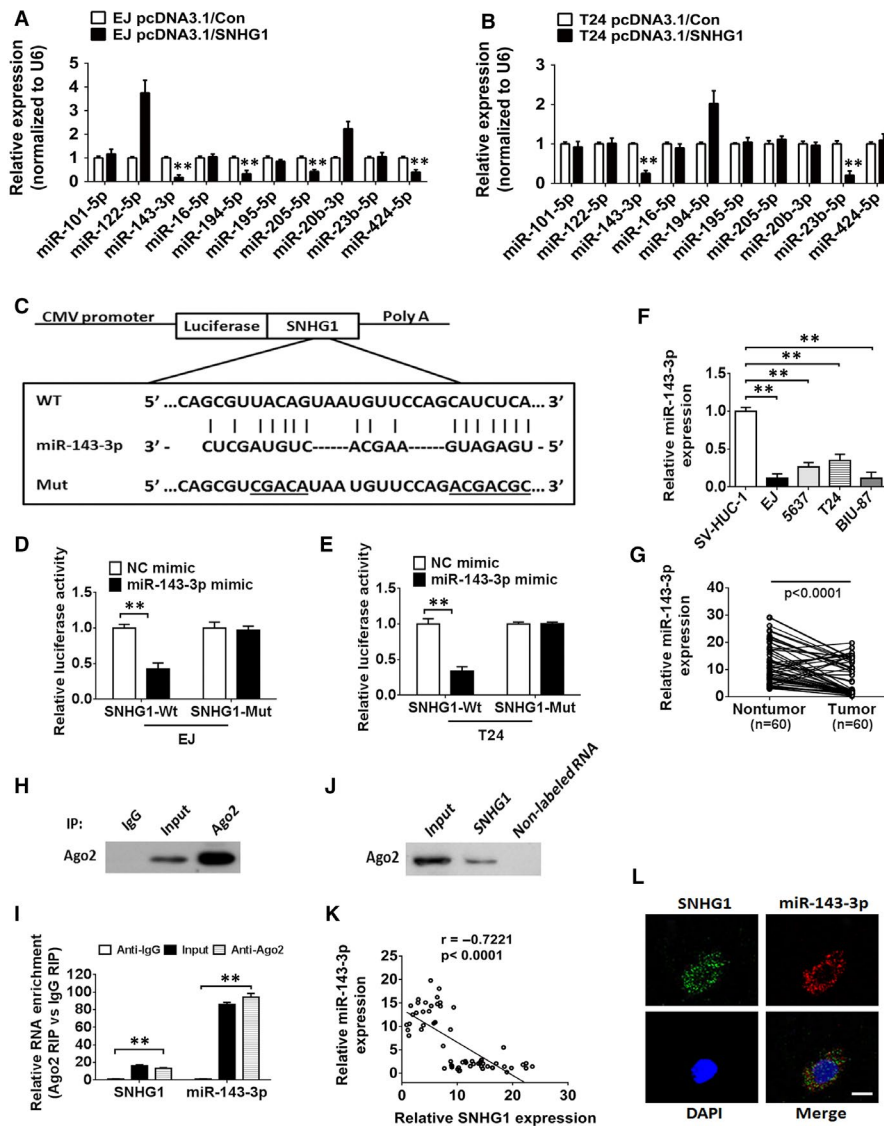 A
EJ pcDNA3.1/Con
EJ pcDNA3.1/SNHG1
Relative expression
(normalized to U6)
5
4
3
2
1
0
** ** ** **
miR-101-5p
miR-122-5p
miR-143-3p
miR-16-5p
miR-194-5p
miR-195-5p
miR-205-5p
miR-20b-3p
miR-23b-5p
miR-424-5p
B
T24 pcDNA3.1/Con
T24 pcDNA3.1/SNHG1
Relative expression
(normalized to U6)
3
2
1
0
** **
miR-101-5p
miR-122-5p
miR-143-3p
miR-16-5p
miR-194-5p
miR-195-5p
miR-205-5p
miR-20b-3p
miR-23b-5p
miR-424-5p
C
CMV promoter Luciferase SNHG1 Poly A
WT 5’ ...CAGCGUUACAGUAAUGUUCCAGCAUCUCA... 3’
miR-143-3p 3’ - CUCGAUGUC------ACGAA------GUAGAGU - 5’
Mut 5’ ...CAGCGUCGACAUAA UGUUCCAGACGACGC... 3’
D
NC mimic
miR-143-3p mimic
Relative luciferase activity
1.5
1.0
0.5
0.0
**
SNHG1-Wt SNHG1-Mut
EJ
E
NC mimic
miR-143-3p mimic
Relative luciferase activity
1.5
1.0
0.5
0.0
**
SNHG1-Wt SNHG1-Mut
T24
F
Relative miR-143-3p
expression
1.5
1.0
0.5
0.0
**
**
**
**
SV-HUC-1
EJ
5637
T24
BIU-87
G
Relative miR-143-3p
expression
40
30
20
10
0
p<0.0001
Nontumor Tumor
(n=60) (n=60)
H
IP: IgG Input Ago2
Ago2
J
Input SNHG1 Non-labeled RNA
Ago2
I
Anti-IgG Input Anti-Ago2
Relative RNA enrichment
(Ago2 RIP vs IgG RIP)
120
100
80
60
40
20
0
** **
SNHG1 miR-143-3p
K
r = −0.7221
p< 0.0001
Relative miR-143-3p
expression
25
20
15
10
5
0
0 10 20 30
Relative SNHG1 expression
L
SNHG1 miR-143-3p
DAPI Merge